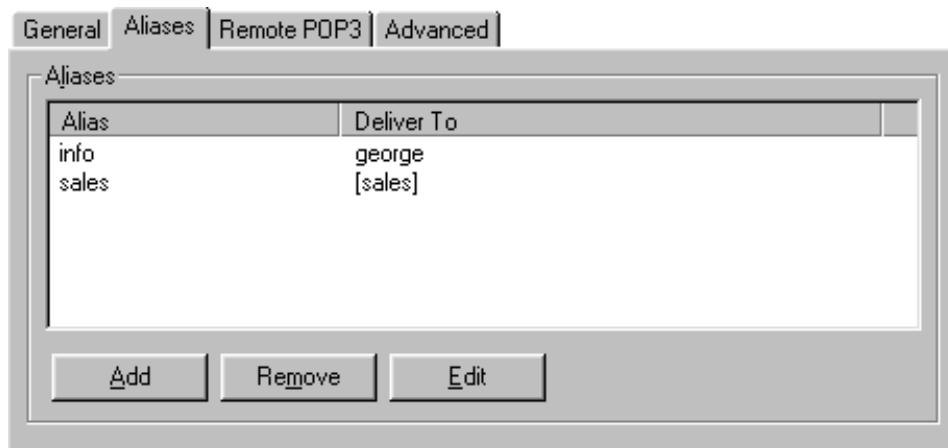 General Aliases Remote POP3 Advanced
Aliases
Alias Deliver To
info george
sales [sales]
Add Remove Edit